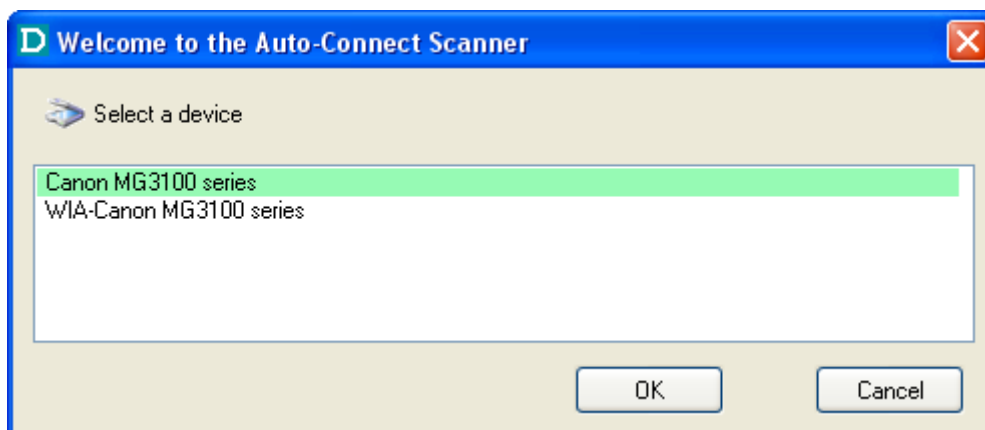 D Welcome to the Auto-Connect Scanner
Select a device
Canon MG3100 series
WIA-Canon MG3100 series
OK Cancel